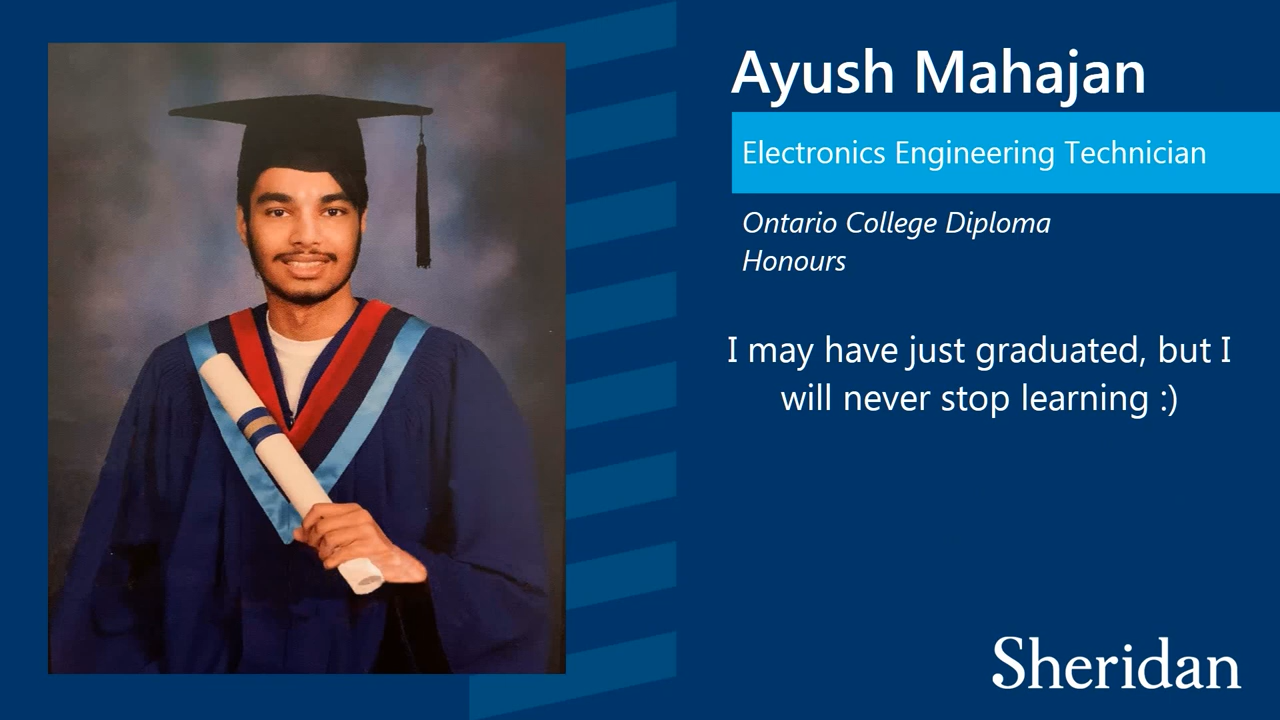 Ayush Mahajan
Electronics Engineering Technician
Ontario College Diploma
Honours
I may have just graduated, but I
will never stop learning :)
Sheridan